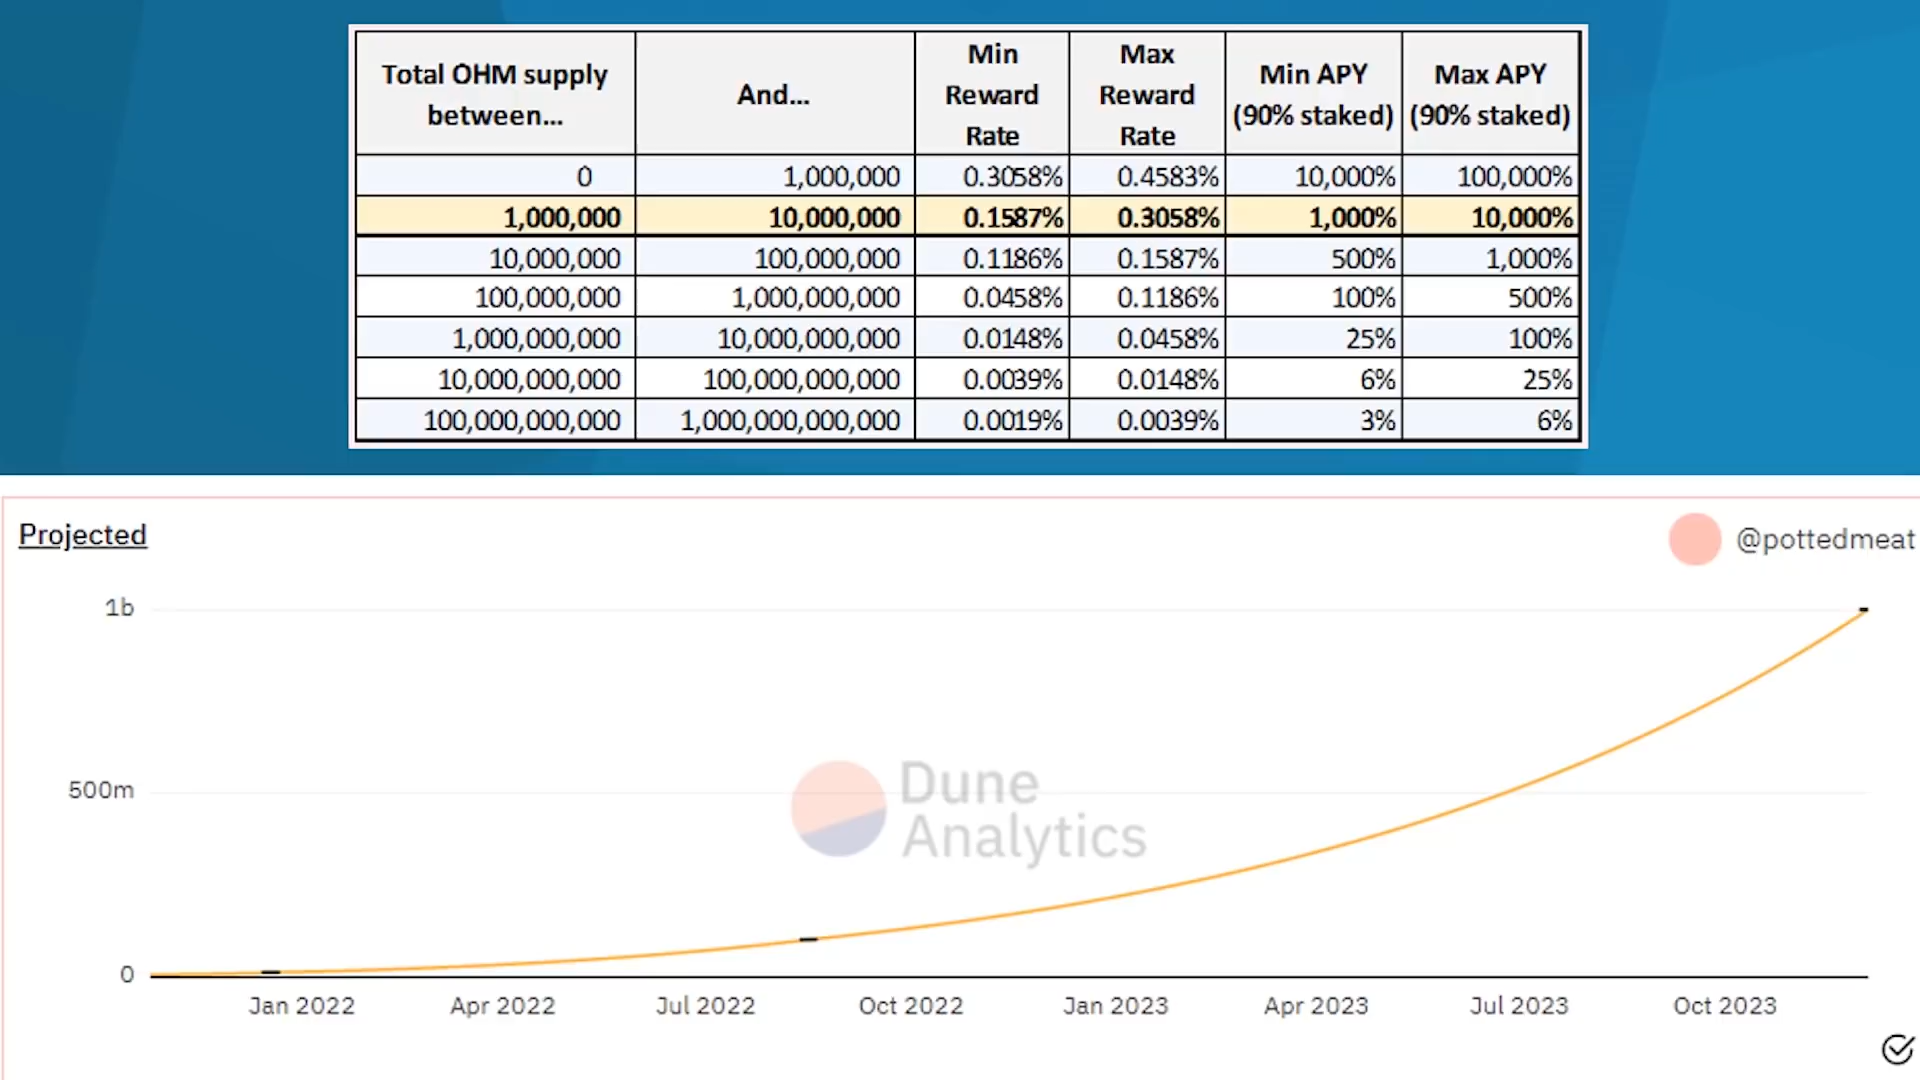 Total OHM supply between... And... Min Reward Rate Max Reward Rate Min APY (90% staked) Max APY (90% staked)
0 1,000,000 0.3058% 0.4583% 10,000% 100,000%
1,000,000 10,000,000 0.1587% 0.3058% 1,000% 10,000%
10,000,000 100,000,000 0.1186% 0.1587% 500% 1,000%
100,000,000 1,000,000,000 0.0458% 0.1186% 100% 500%
1,000,000,000 10,000,000,000 0.0148% 0.0458% 25% 100%
10,000,000,000 100,000,000,000 0.0039% 0.0148% 6% 25%
100,000,000,000 1,000,000,000,000 0.0019% 0.0039% 3% 6%
Projected
@pottedmeat
1b
500m
0
Dune
Analytics
Jan 2022 Apr 2022 Jul 2022 Oct 2022 Jan 2023 Apr 2023 Jul 2023 Oct 2023